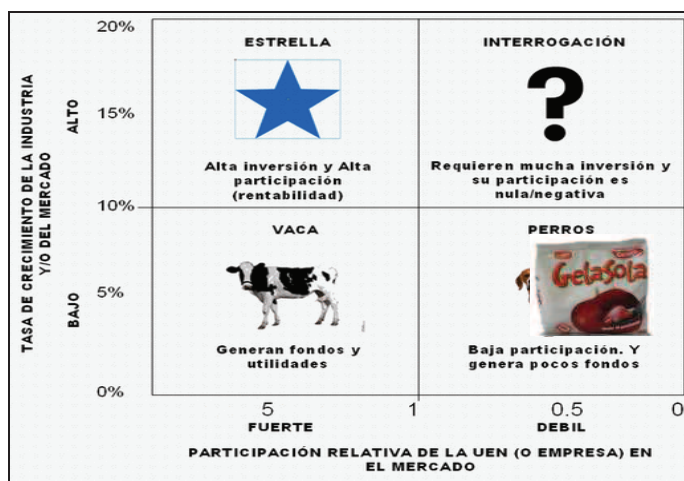 20%
ESTRELLA
INTERROGACIÓN
ALTO
15%
?
Alta inversión y Alta
participación
(rentabilidad)
Requieren mucha inversión y
su participación es
nula/negativa
TASA DE CRECIMIENTO DE LA INDUSTRIA
Y/O DEL MERCADO
10%
VACA
PERROS
GelaSola
5%
BAJO
Generan fondos y
utilidades
Baja participación. Y
genera pocos fondos
0%
5
1
0.5
0
FUERTE
DEBIL
PARTICIPACIÓN RELATIVA DE LA UEN (O EMPRESA) EN
EL MERCADO